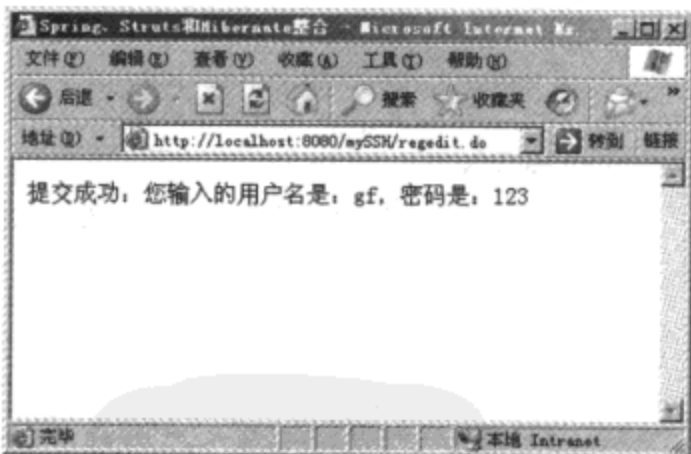 Spring、Struts和Hibernate整合 - Microsoft Internet Ex
文件(F) 编辑(E) 查看(V) 收藏(A) 工具(T) 帮助(H)
后退 搜索 收藏夹 »
地址(D) http://localhost:8080/mySSH/regedit.do 转到 链接
提交成功：您输入的用户名是：gf，密码是：123
完毕 本地 Intranet